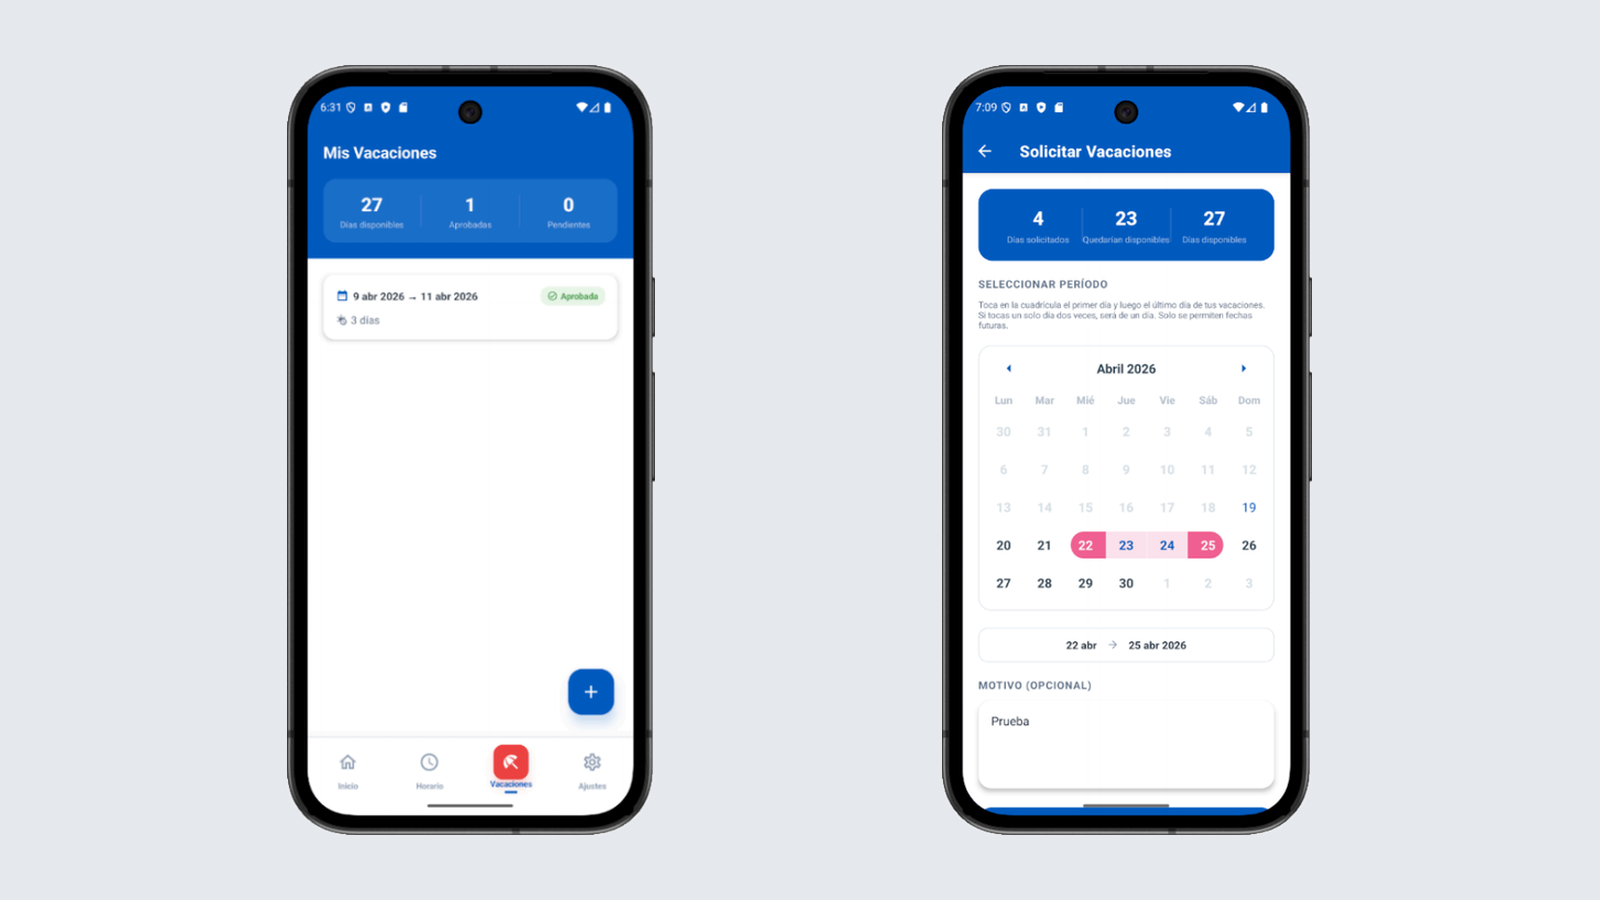 6:31
Mis Vacaciones
27 1 0
Días disponibles Aprobadas Pendientes
9 abr 2026 → 11 abr 2026 Aprobada
3 días
Inicio Horario Vacaciones Ajustes
7:09
Solicitar Vacaciones
4 23 27
Días solicitados Quedarían disponibles Días disponibles
SELECCIONAR PERÍODO
Toca en la cuadrícula el primer día y luego el último día de tus vacaciones.
Si tocas un solo día dos veces, será de un día. Solo se permiten fechas
futuras.
Abril 2026
Lun Mar Mié Jue Vie Sáb Dom
30 31 1 2 3 4 5
6 7 8 9 10 11 12
13 14 15 16 17 18 19
20 21 22 23 24 25 26
27 28 29 30 1 2 3
22 abr → 25 abr 2026
MOTIVO (OPCIONAL)
Prueba